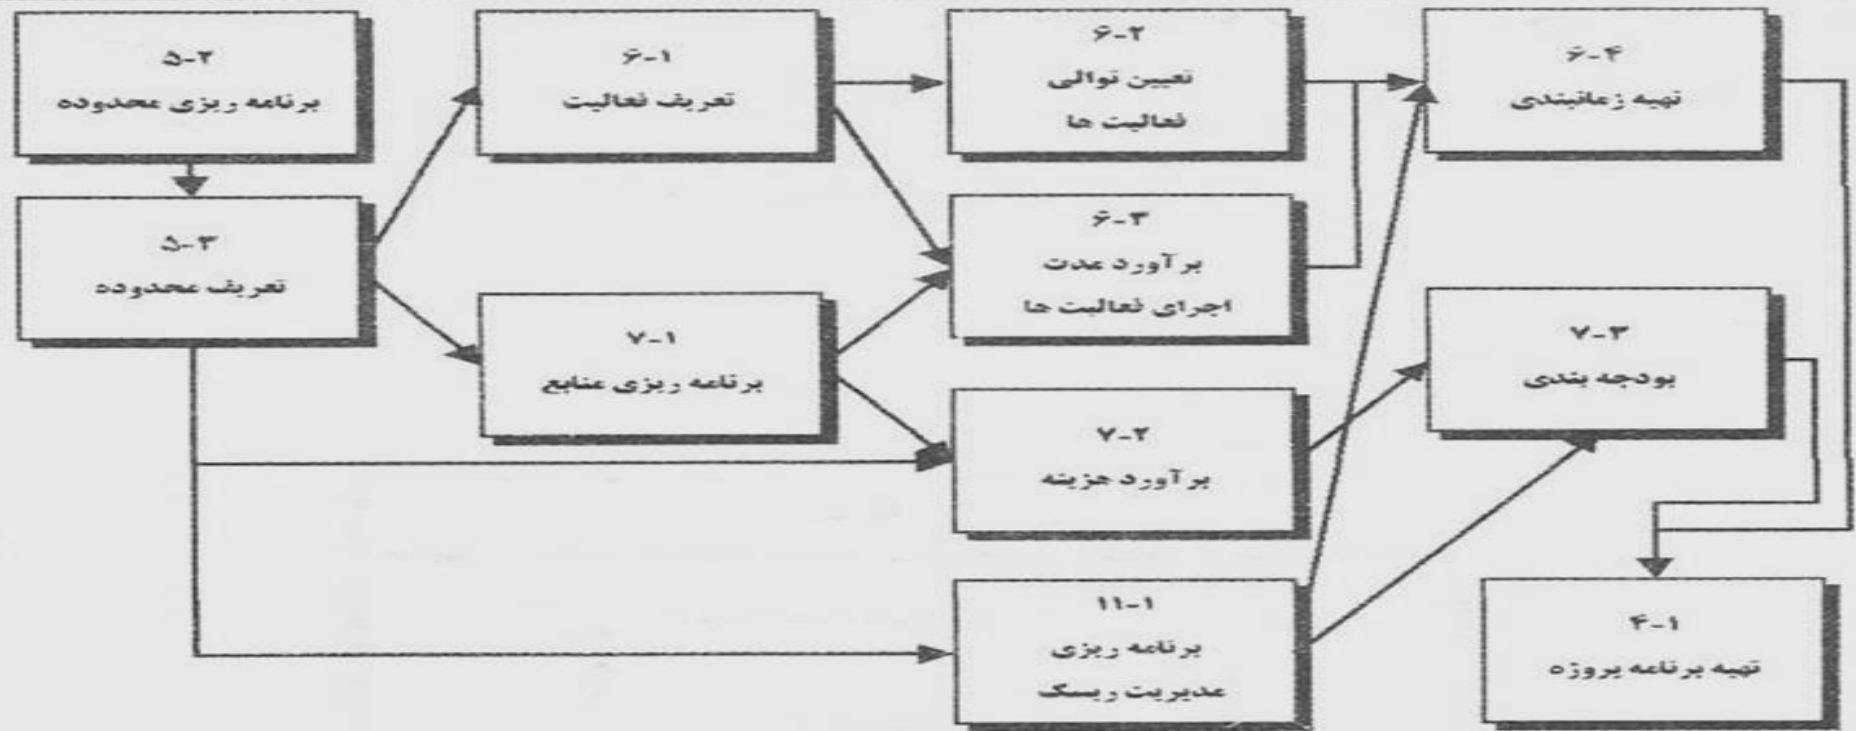 ۵-۲
برنامه ریزی محدوده
۵-۳
تعریف محدوده
۶-۱
تعریف فعالیت
۷-۱
برنامه ریزی منابع
۶-۲
تعیین توالی
فعالیت ها
۶-۳
برآورد مدت
اجرای فعالیت ها
۷-۲
برآورد هزینه
۱۱-۱
برنامه ریزی
مدیریت ریسک
۶-۴
تهیه زمانبندی
۷-۳
بودجه بندی
۴-۱
تهیه برنامه پروژه